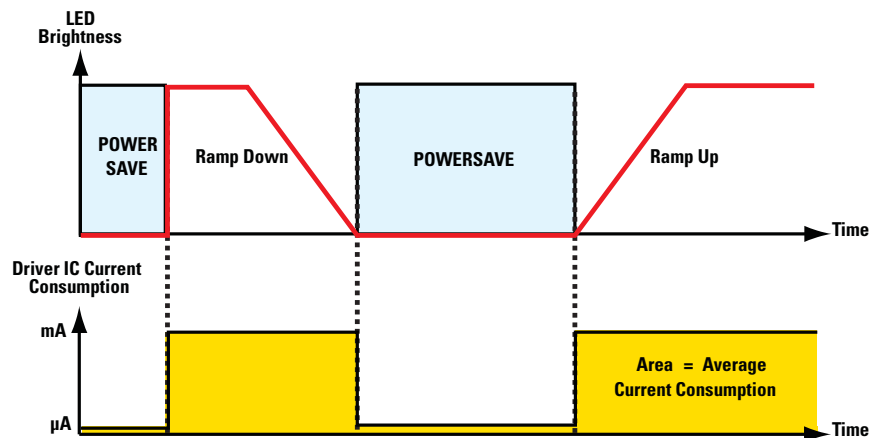 LED
Brightness
POWER
SAVE
Ramp Down
POWERSAVE
Ramp Up
Time
Driver IC Current
Consumption
mA
Area = Average
Current Consumption
µA
Time